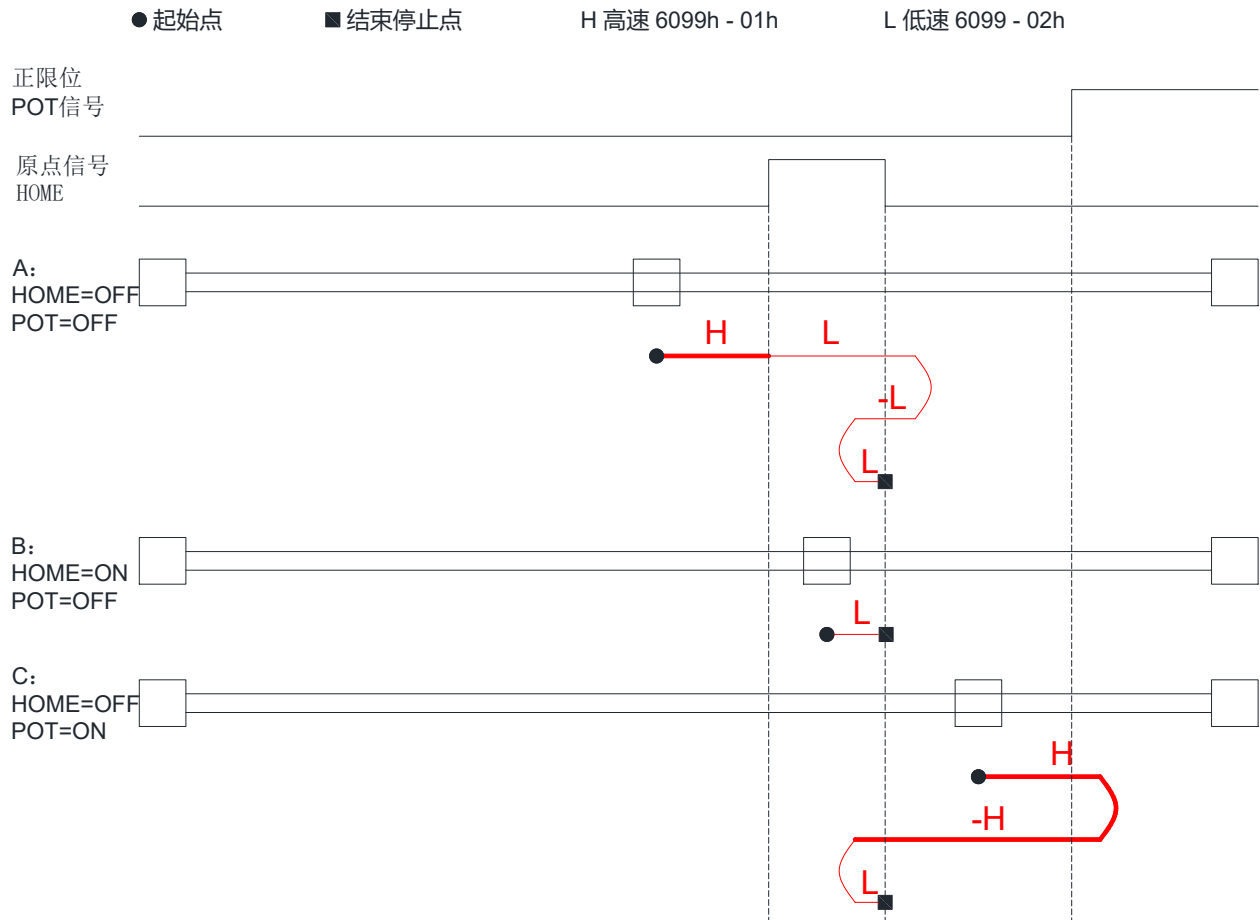 起始点 结束停止点 H 高速 6099h - 01h L 低速 6099 - 02h
正限位
POT信号
原点信号
HOME
A：
HOME=OFF
POT=OFF
H L
-L
L
B：
HOME=ON
POT=OFF
L
C：
HOME=OFF
POT=ON
H
-H
L